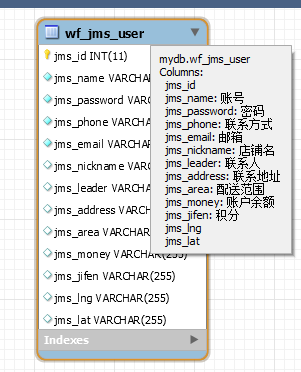 wf_jms_user
jms_id INT(11)
jms_name VARCHAR
jms_password VARCHAR
jms_phone VARCHAR
jms_email VARCHAR
jms_nickname VARCHAR
jms_leader VARCHAR
jms_address VARCHAR
jms_area VARCHAR
jms_money VARCHAR(255)
jms_jifen VARCHAR(255)
jms_lng VARCHAR(255)
jms_lat VARCHAR(255)
Indexes
mydb.wf_jms_user
Columns:
jms_id
jms_name: 账号
jms_password: 密码
jms_phone: 联系方式
jms_email: 邮箱
jms_nickname: 店铺名
jms_leader: 联系人
jms_address: 联系地址
jms_area: 配送范围
jms_money: 账户余额
jms_jifen: 积分
jms_lng
jms_lat